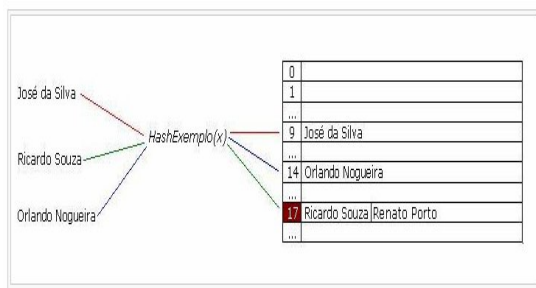 José da Silva
Ricardo Souza
Orlando Nogueira
HashExemplo(x)
0
1
...
9 José da Silva
...
14 Orlando Nogueira
...
17 Ricardo Souza Renato Porto
...